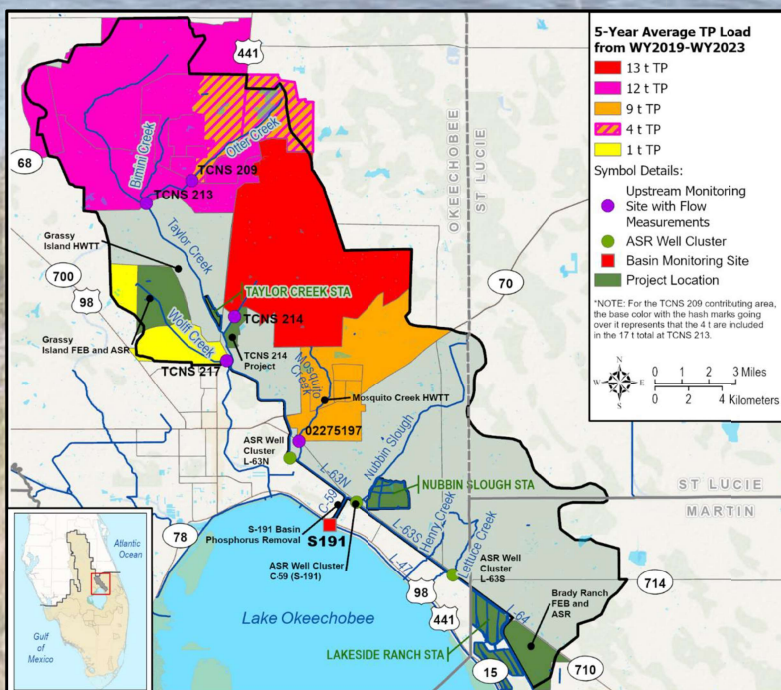 5-Year Average TP Load
from WY2019-WY2023
13 t TP
12 t TP
9 t TP
4 t TP
1 t TP
Symbol Details:
Upstream Monitoring
Site with Flow
Measurements
ASR Well Cluster
Basin Monitoring Site
Project Location
*NOTE: For the TCNS 209 contributing area,
the base color with the hash marks going
over it represents that the 4 t are included
in the 17 t total at TCNS 213.
N
W E
S
0 1 2 3 Miles
0 2 4 Kilometers
441
68
Bimini Creek
Otter Creek
TCNS 209
TCNS 213
OKEECHOBEE
ST LUCIE
Grassy
Island HWTT
Taylor Creek
700
98
70
TAYLOR CREEK STA
TCNS 214
Wolff Creek
Grassy
Island FEB and ASR
TCNS 214
Project
TCNS 217
Mosquito
Creek
Mosquito Creek HWTT
02275197
ASR Well
Cluster
L-63N
L-63N
Nubbin Slough
NUBBIN SLOUGH STA
ST LUCIE
MARTIN
C-59
S-191 Basin
Phosphorus Removal
S191
L-63S
Henry Creek
Lettuce Creek
78
ASR Well Cluster
C-59 (S-191)
L-47
ASR Well
Cluster
L-63S
714
98
441
Brady Ranch
FEB and
ASR
L-64
Lake Okeechobee
LAKESIDE RANCH STA
15
710
Atlantic
Ocean
Gulf
of
Mexico